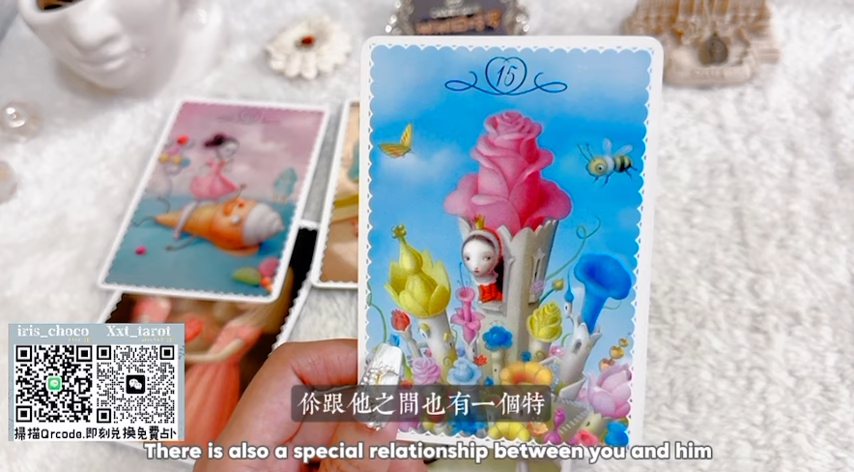 15
iris_choco Xxt_tarot
掃描Qrcode.即刻兌換免費占卜
你跟他之間也有一個特
There is also a special relationship between you and him